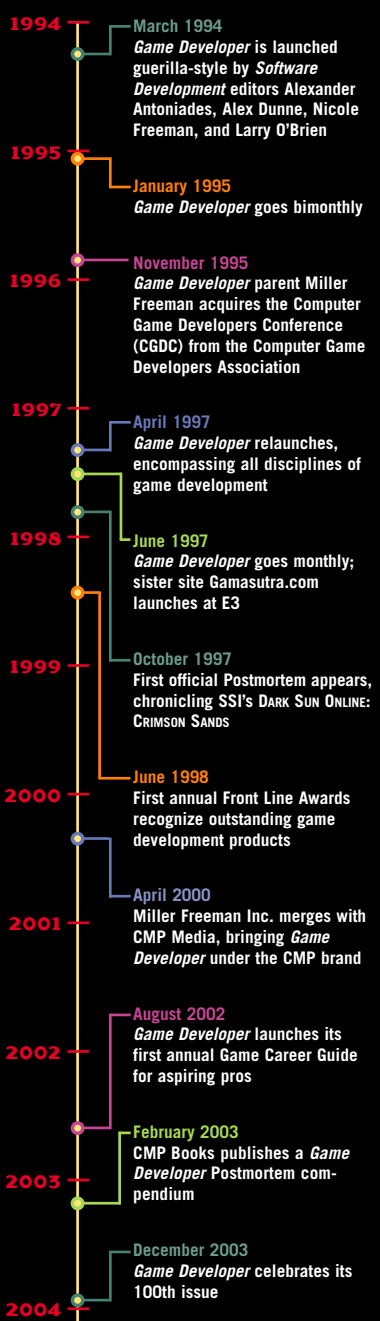 1994
March 1994
Game Developer is launched
guerilla-style by Software
Development editors Alexander
Antoniades, Alex Dunne, Nicole
Freeman, and Larry O'Brien
1995
January 1995
Game Developer goes bimonthly
November 1995
1996
Game Developer parent Miller
Freeman acquires the Computer
Game Developers Conference
(CGDC) from the Computer Game
Developers Association
1997
April 1997
Game Developer relaunches,
encompassing all disciplines of
game development
1998
June 1997
Game Developer goes monthly;
sister site Gamasutra.com
launches at E3
1999
October 1997
First official Postmortem appears,
chronicling SSI's DARK SUN ONLINE:
CRIMSON SANDS
June 1998
2000
First annual Front Line Awards
recognize outstanding game
development products
April 2000
2001
Miller Freeman Inc. merges with
CMP Media, bringing Game
Developer under the CMP brand
August 2002
2002
Game Developer launches its
first annual Game Career Guide
for aspiring pros
February 2003
2003
CMP Books publishes a Game
Developer Postmortem com-
pendium
December 2003
Game Developer celebrates its
100th issue
2004